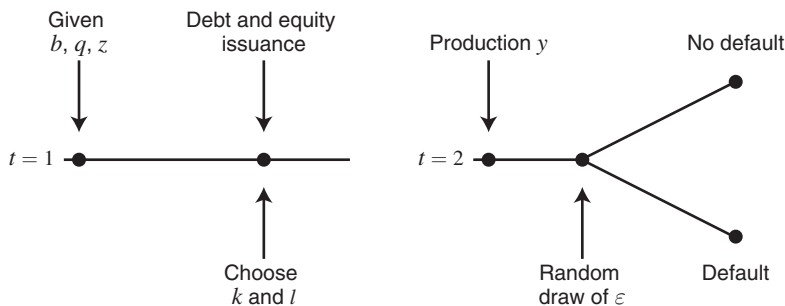 Given
b, q, z
Debt and equity
issuance
t = 1
Choose
k and l
Production y
No default
t = 2
Random
draw of ε
Default